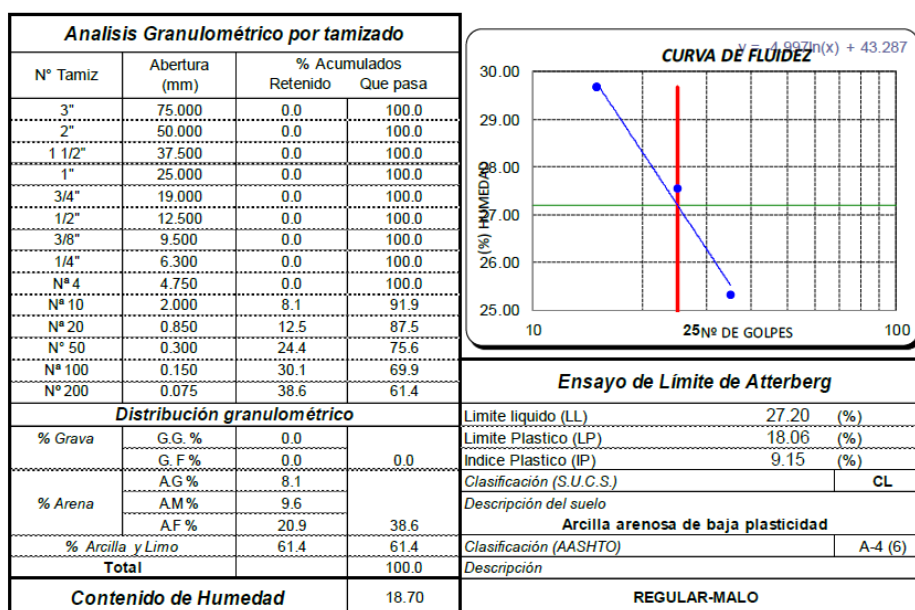 Analisis Granulométrico por tamizado
N° Tamiz Abertura (mm) % Acumulados Retenido Que pasa
3" 75.000 0.0 100.0
2" 50.000 0.0 100.0
1 1/2" 37.500 0.0 100.0
1" 25.000 0.0 100.0
3/4" 19.000 0.0 100.0
1/2" 12.500 0.0 100.0
3/8" 9.500 0.0 100.0
1/4" 6.300 0.0 100.0
Nª 4 4.750 0.0 100.0
Nª 10 2.000 8.1 91.9
Nª 20 0.850 12.5 87.5
N° 50 0.300 24.4 75.6
Nª 100 0.150 30.1 69.9
Nº 200 0.075 38.6 61.4
Distribución granulométrico
% Grava G.G. % 0.0
G. F % 0.0 0.0
% Arena A.G % 8.1
A.M % 9.6
A.F % 20.9 38.6
% Arcilla y Limo 61.4 61.4
Total 100.0
Contenido de Humedad 18.70
y = -4.997ln(x) + 43.287
CURVA DE FLUIDEZ
(%) HUMEDAD
30.00
29.00
28.00
27.00
26.00
25.00
10 25 Nº DE GOLPES 100
Ensayo de Límite de Atterberg
Limite liquido (LL) 27.20 (%)
Limite Plastico (LP) 18.06 (%)
Indice Plastico (IP) 9.15 (%)
Clasificación (S.U.C.S.) CL
Descripción del suelo
Arcilla arenosa de baja plasticidad
Clasificación (AASHTO) A-4 (6)
Descripción
REGULAR-MALO